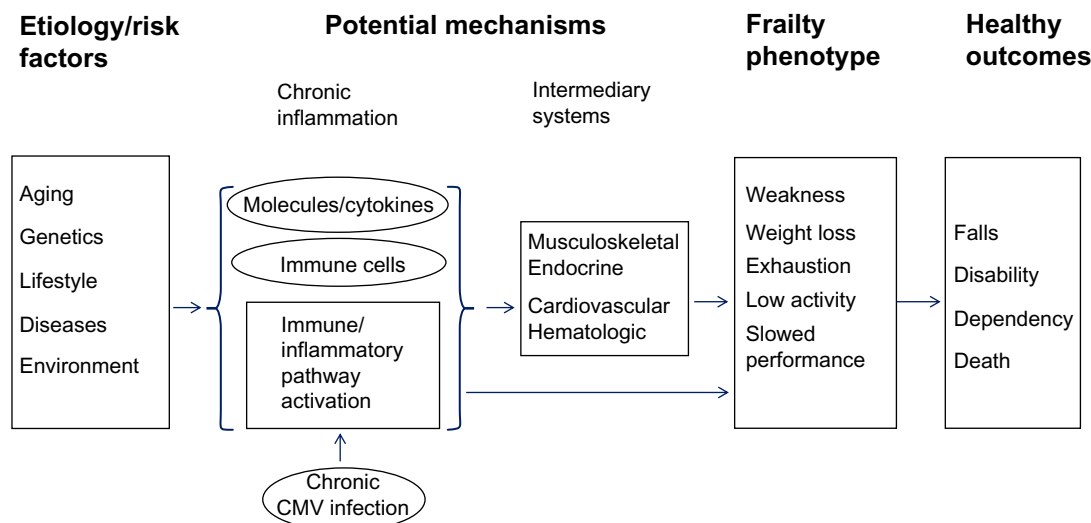 Etiology/risk
factors
Potential mechanisms
Frailty
phenotype
Healthy
outcomes
Chronic
inflammation
Intermediary
systems
Aging
Genetics
Lifestyle
Diseases
Environment
Molecules/cytokines
Immune cells
Immune/
inflammatory
pathway
activation
Chronic
CMV infection
Musculoskeletal
Endocrine
Cardiovascular
Hematologic
Weakness
Weight loss
Exhaustion
Low activity
Slowed
performance
Falls
Disability
Dependency
Death